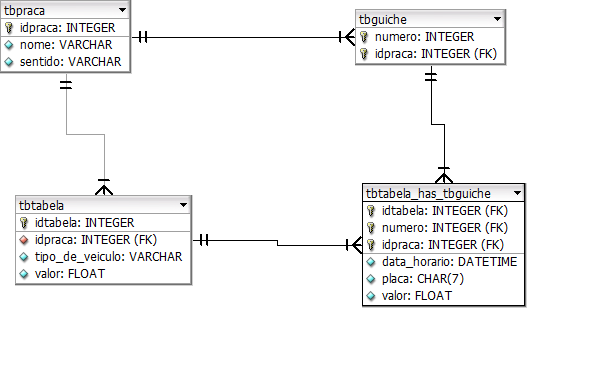 tbpraca
idpraca: INTEGER
nome: VARCHAR
sentido: VARCHAR
tbguiche
numero: INTEGER
idpraca: INTEGER (FK)
tbtabela
idtabela: INTEGER
idpraca: INTEGER (FK)
tipo_de_veiculo: VARCHAR
valor: FLOAT
tbtabela_has_tbguiche
idtabela: INTEGER (FK)
numero: INTEGER (FK)
idpraca: INTEGER (FK)
data_horario: DATETIME
placa: CHAR(7)
valor: FLOAT